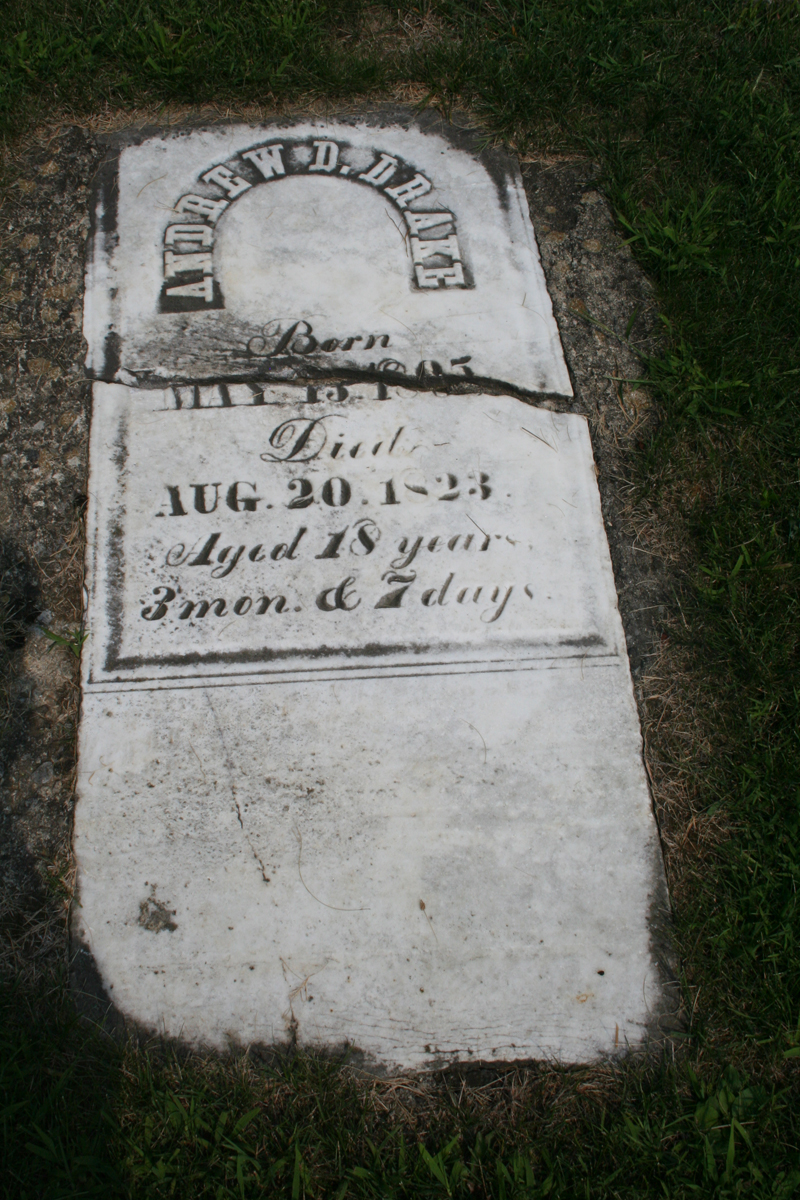 ANDREW D. DRAKE
Born
MAY 13. 1805
Died
AUG. 20. 1823.
Aged 18 years
3 mon. & 7 days.